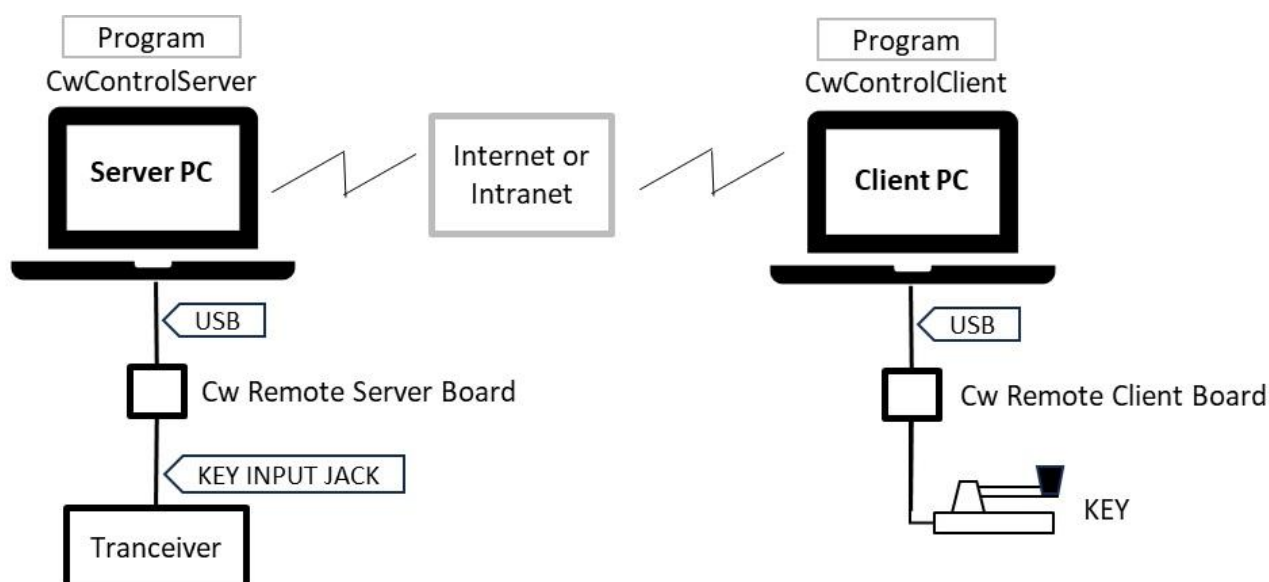 Program
CwControlServer
Server PC
Internet or
Intranet
Program
CwControlClient
Client PC
USB
Cw Remote Server Board
KEY INPUT JACK
Tranceiver
USB
Cw Remote Client Board
KEY